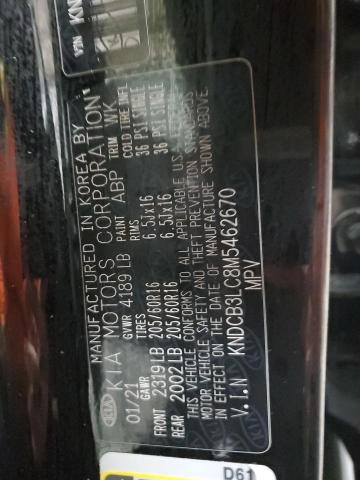 MANUFACTURED IN KOREA BY
KIA KIA MOTORS CORPORATION
01/21 GVWR 4189 LB PAINT ABP TRIM WK
GAWR TIRES RIMS COLD TIRE INFL
FRONT 2319 LB 205/60R16 6.5Jx16 36 PSI SINGLE
REAR 2002 LB 205/60R16 6.5Jx16 36 PSI SINGLE
THIS VEHICLE CONFORMS TO ALL APPLICABLE U.S. FEDERAL
MOTOR VEHICLE SAFETY AND THEFT PREVENTION STANDARDS
IN EFFECT ON THE DATE OF MANUFACTURE SHOWN ABOVE.
V.I.N KNDCB3LC8M5462670
MPV
D61